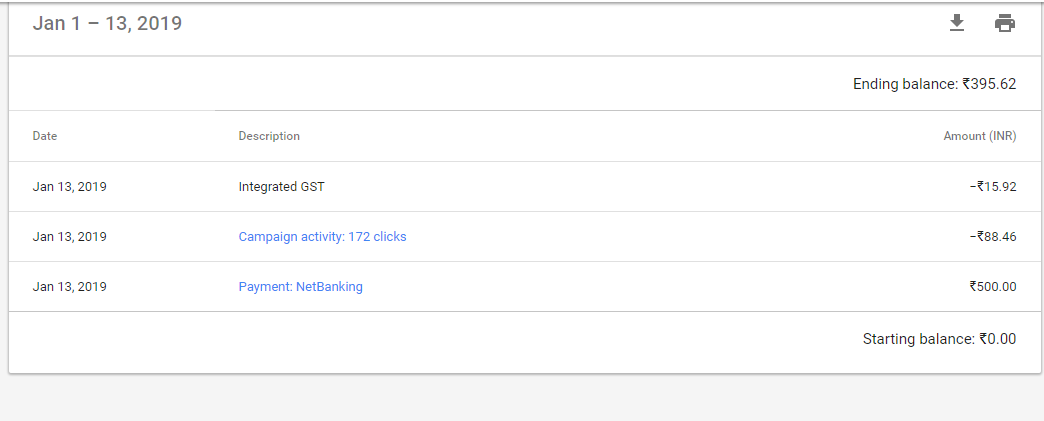 Jan 1 – 13, 2019
Ending balance: ₹395.62
Date Description Amount (INR)
Jan 13, 2019 Integrated GST −₹15.92
Jan 13, 2019 Campaign activity: 172 clicks −₹88.46
Jan 13, 2019 Payment: NetBanking ₹500.00
Starting balance: ₹0.00